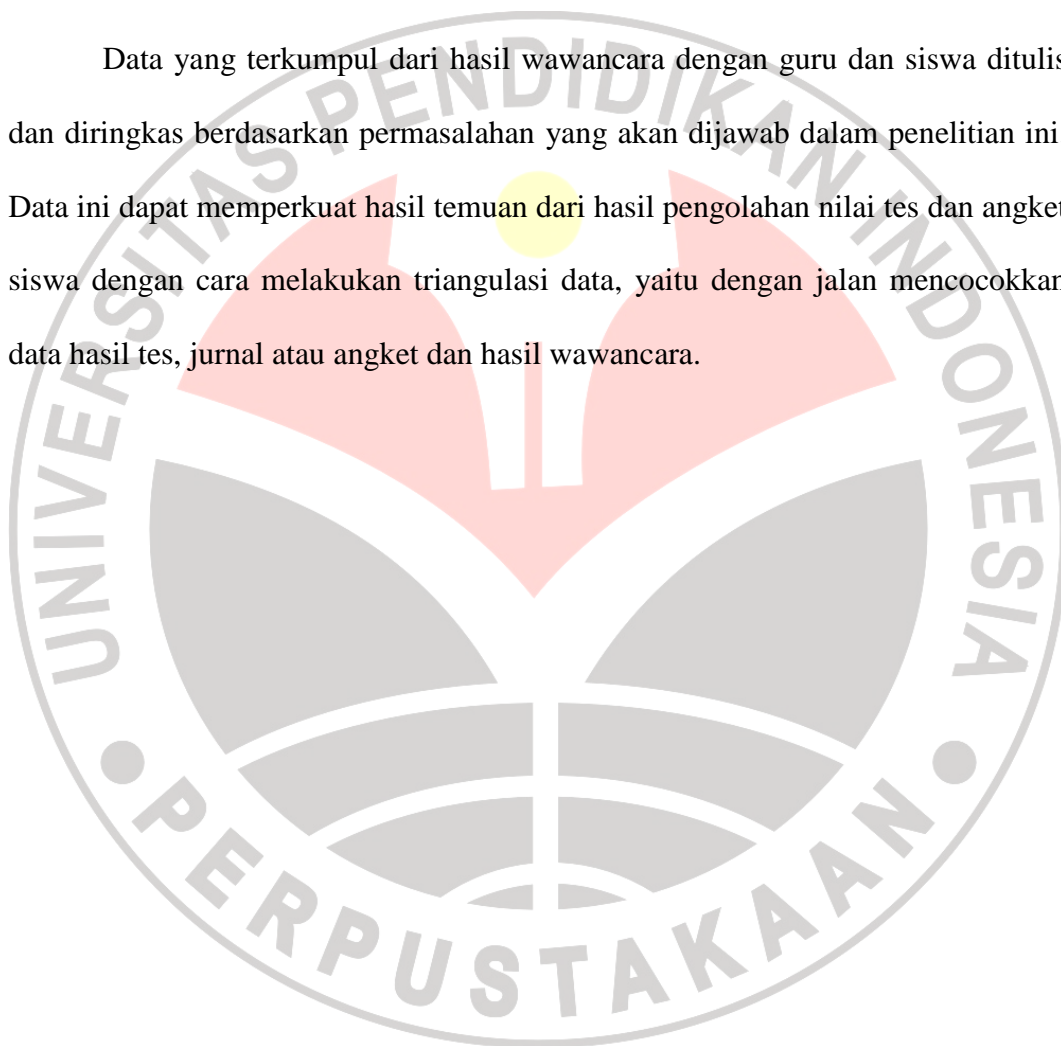 Data yang terkumpul dari hasil wawancara dengan guru dan siswa ditulis
dan diringkas berdasarkan permasalahan yang akan dijawab dalam penelitian ini
Data ini dapat memperkuat hasil temuan dari hasil pengolahan nilai tes dan angket
siswa dengan cara melakukan triangulasi data, yaitu dengan jalan mencocokkan
data hasil tes, jurnal atau angket dan hasil wawancara.
UNIVERSITAS PENDIDIKAN INDONESIA
PERPUSTAKAAN